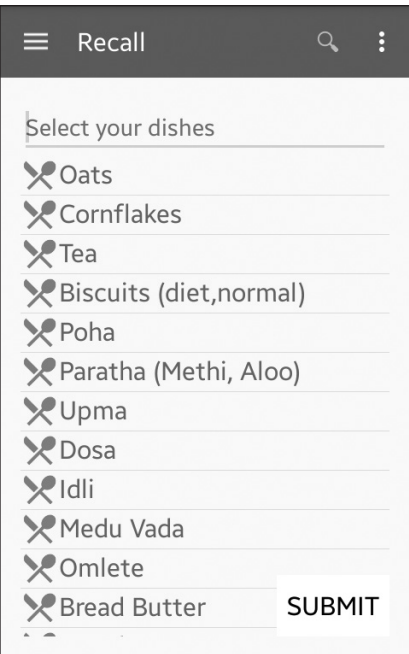 Recall
Select your dishes
Oats
Cornflakes
Tea
Biscuits (diet,normal)
Poha
Paratha (Methi, Aloo)
Upma
Dosa
Idli
Medu Vada
Omlete
Bread Butter
SUBMIT